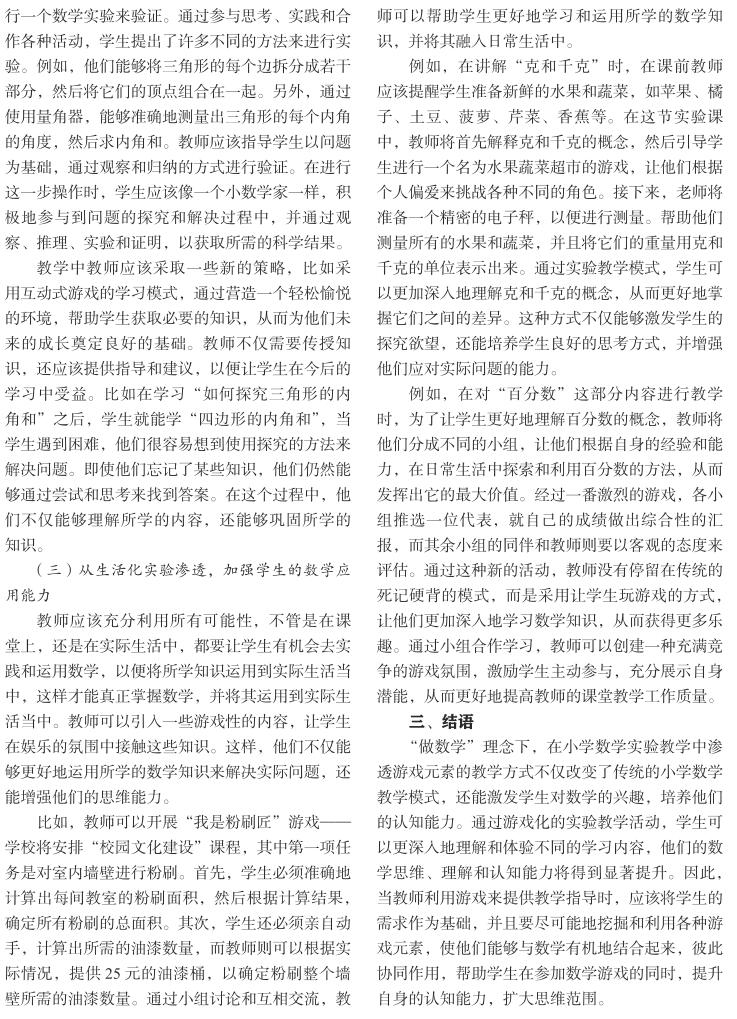 行一个数学实验来验证。通过参与思考、实践和合
作各种活动，学生提出了许多不同的方法来进行实
验。例如，他们能够将三角形的每个边拆分成若干
部分，然后将它们的顶点组合在一起。另外，通过
使用量角器，能够准确地测量出三角形的每个内角
的角度，然后求内角和。教师应该指导学生以问题
为基础，通过观察和归纳的方式进行验证。在进行
这一步操作时，学生应该像一个小数学家一样，积
极地参与到问题的探究和解决过程中，并通过观
察、推理、实验和证明，以获取所需的科学结果。
教学中教师应该采取一些新的策略，比如采
用互动式游戏的学习模式，通过营造一个轻松愉悦
的环境，帮助学生获取必要的知识，从而为他们未
来的成长奠定良好的基础。教师不仅需要传授知
识，还应该提供指导和建议，以便让学生在今后的
学习中受益。比如在学习“如何探究三角形的内
角和”之后，学生就能学“四边形的内角和”，当
学生遇到困难，他们很容易想到使用探究的方法来
解决问题。即使他们忘记了某些知识，他们仍然能
够通过尝试和思考来找到答案。在这个过程中，他
们不仅能够理解所学的内容，还能够巩固所学的
知识。
（三）从生活化实验渗透，加强学生的数学应
用能力
教师应该充分利用所有可能性，不管是在课
堂上，还是在实际生活中，都要让学生有机会去实
践和运用数学，以便将所学知识运用到实际生活当
中，这样才能真正掌握数学，并将其运用到实际生
活当中。教师可以引入一些游戏性的内容，让学生
在娱乐的氛围中接触这些知识。这样，他们不仅能
够更好地运用所学的数学知识来解决实际问题，还
能增强他们的思维能力。
比如，教师可以开展“我是粉刷匠”游戏——
学校将安排“校园文化建设”课程，其中第一项任
务是对室内墙壁进行粉刷。首先，学生必须准确地
计算出每间教室的粉刷面积，然后根据计算结果，
确定所有粉刷的总面积。其次，学生还必须亲自动
手，计算出所需的油漆数量，而教师则可以根据实
际情况，提供 25 元的油漆桶，以确定粉刷整个墙
壁所需的油漆数量。通过小组讨论和互相交流，教
师可以帮助学生更好地学习和运用所学的数学知
识，并将其融入日常生活中。
例如，在讲解“克和千克”时，在课前教师
应该提醒学生准备新鲜的水果和蔬菜，如苹果、橘
子、土豆、菠萝、芹菜、香蕉等。在这节实验课
中，教师将首先解释克和千克的概念，然后引导学
生进行一个名为水果蔬菜超市的游戏，让他们根据
个人偏爱来挑战各种不同的角色。接下来，老师将
准备一个精密的电子秤，以便进行测量。帮助他们
测量所有的水果和蔬菜，并且将它们的重量用克和
千克的单位表示出来。通过实验教学模式，学生可
以更加深入地理解克和千克的概念，从而更好地掌
握它们之间的差异。这种方式不仅能够激发学生的
探究欲望，还能培养学生良好的思考方式，并增强
他们应对实际问题的能力。
例如，在对“百分数”这部分内容进行教学
时，为了让学生更好地理解百分数的概念，教师将
他们分成不同的小组，让他们根据自身的经验和能
力，在日常生活中探索和利用百分数的方法，从而
发挥出它的最大价值。经过一番激烈的游戏，各小
组推选一位代表，就自己的成绩做出综合性的汇
报，而其余小组的同伴和教师则要以客观的态度来
评估。通过这种新的活动，教师没有停留在传统的
死记硬背的模式，而是采用让学生玩游戏的方式，
让他们更加深入地学习数学知识，从而获得更多乐
趣。通过小组合作学习，教师可以创建一种充满竞
争的游戏氛围，激励学生主动参与，充分展示自身
潜能，从而更好地提高教师的课堂教学工作质量。
三、结语
“做数学”理念下，在小学数学实验教学中渗
透游戏元素的教学方式不仅改变了传统的小学数学
教学模式，还能激发学生对数学的兴趣，培养他们
的认知能力。通过游戏化的实验教学活动，学生可
以更深入地理解和体验不同的学习内容，他们的数
学思维、理解和认知能力将得到显著提升。因此，
当教师利用游戏来提供教学指导时，应该将学生的
需求作为基础，并且要尽可能地挖掘和利用各种游
戏元素，使他们能够与数学有机地结合起来，彼此
协同作用，帮助学生在参加数学游戏的同时，提升
自身的认知能力，扩大思维范围。